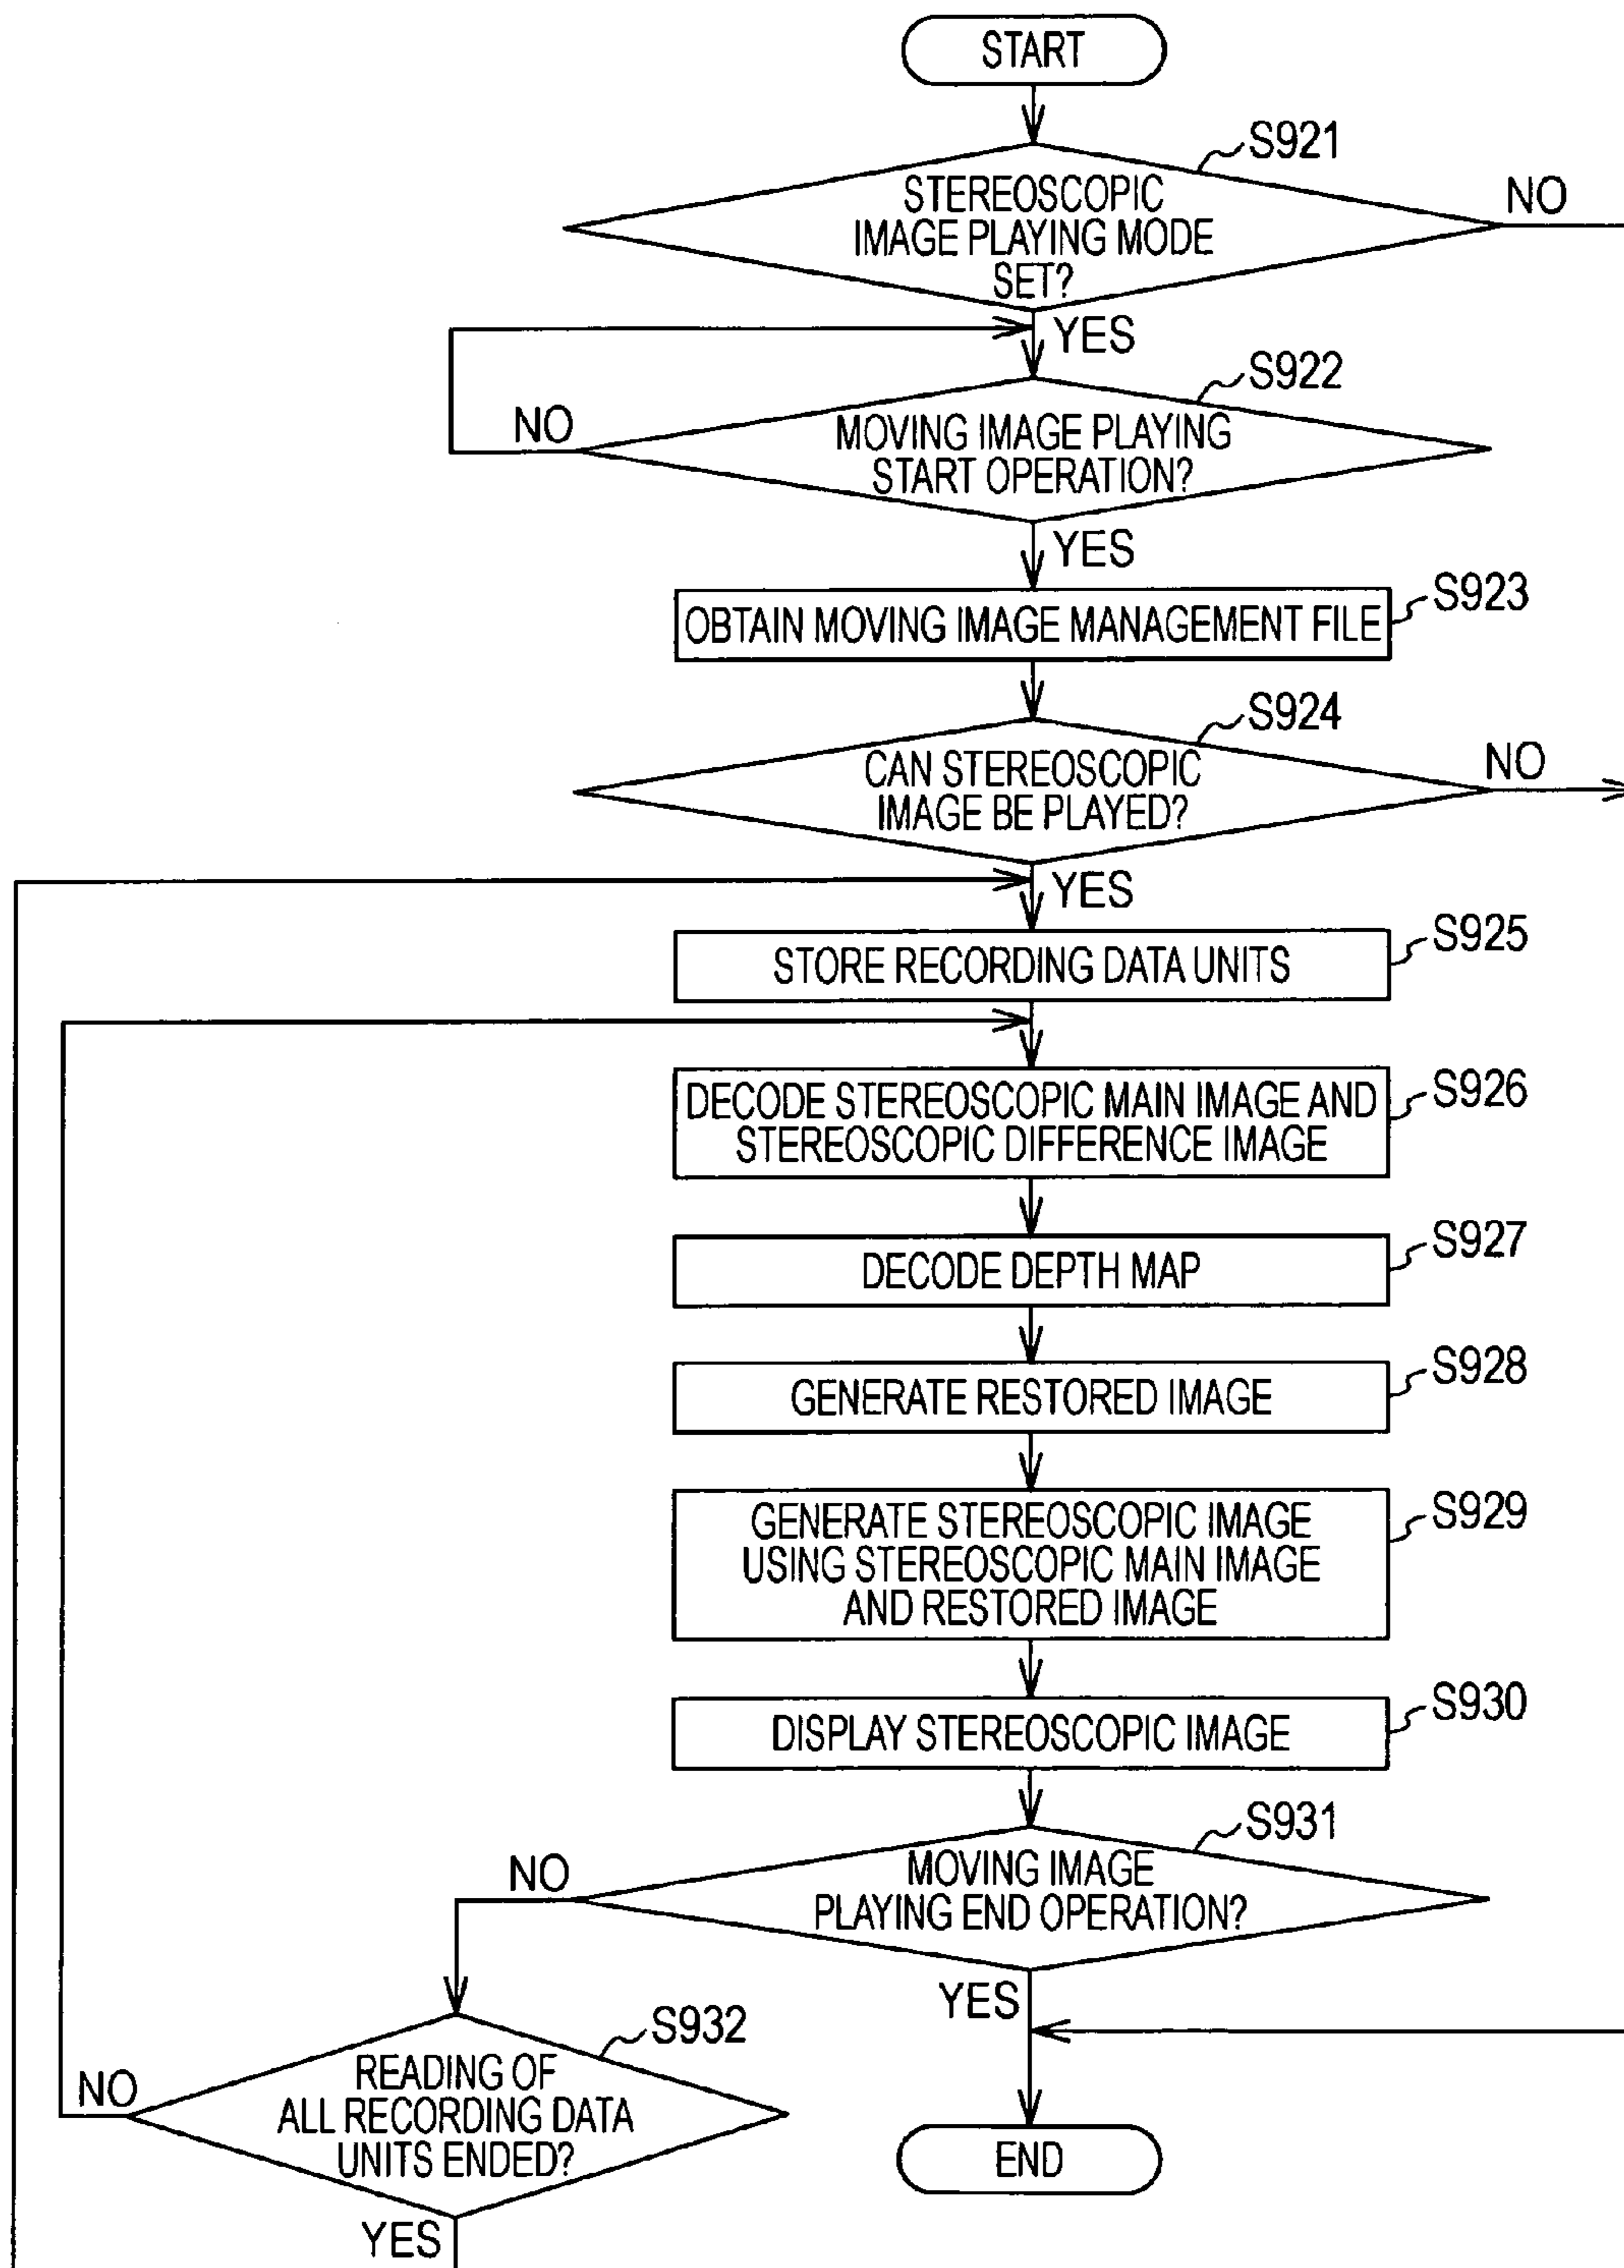 START
S921
STEREOSCOPIC
IMAGE PLAYING MODE
SET?
NO
YES
S922
NO
MOVING IMAGE PLAYING
START OPERATION?
YES
S923
OBTAIN MOVING IMAGE MANAGEMENT FILE
S924
CAN STEREOSCOPIC
IMAGE BE PLAYED?
NO
YES
S925
STORE RECORDING DATA UNITS
S926
DECODE STEREOSCOPIC MAIN IMAGE AND
STEREOSCOPIC DIFFERENCE IMAGE
S927
DECODE DEPTH MAP
S928
GENERATE RESTORED IMAGE
S929
GENERATE STEREOSCOPIC IMAGE
USING STEREOSCOPIC MAIN IMAGE
AND RESTORED IMAGE
S930
DISPLAY STEREOSCOPIC IMAGE
S931
NO
MOVING IMAGE
PLAYING END OPERATION?
YES
S932
NO
READING OF
ALL RECORDING DATA
UNITS ENDED?
END
YES